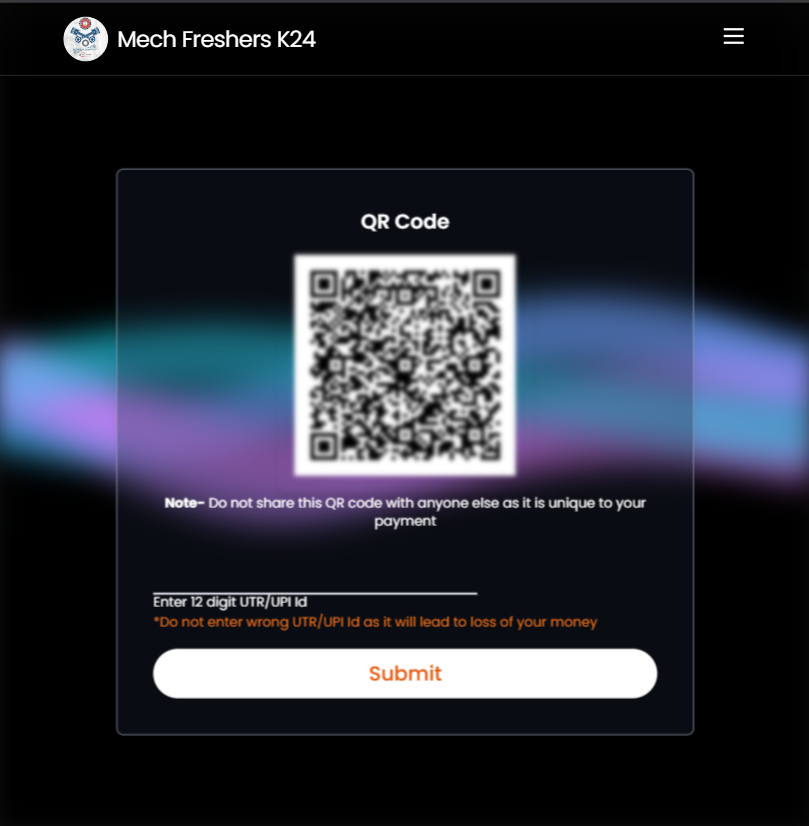 Mech Freshers K24
QR Code
Note- Do not share this QR code with anyone else as it is unique to your
payment
Enter 12 digit UTR/UPI Id
*Do not enter wrong UTR/UPI Id as it will lead to loss of your money
Submit